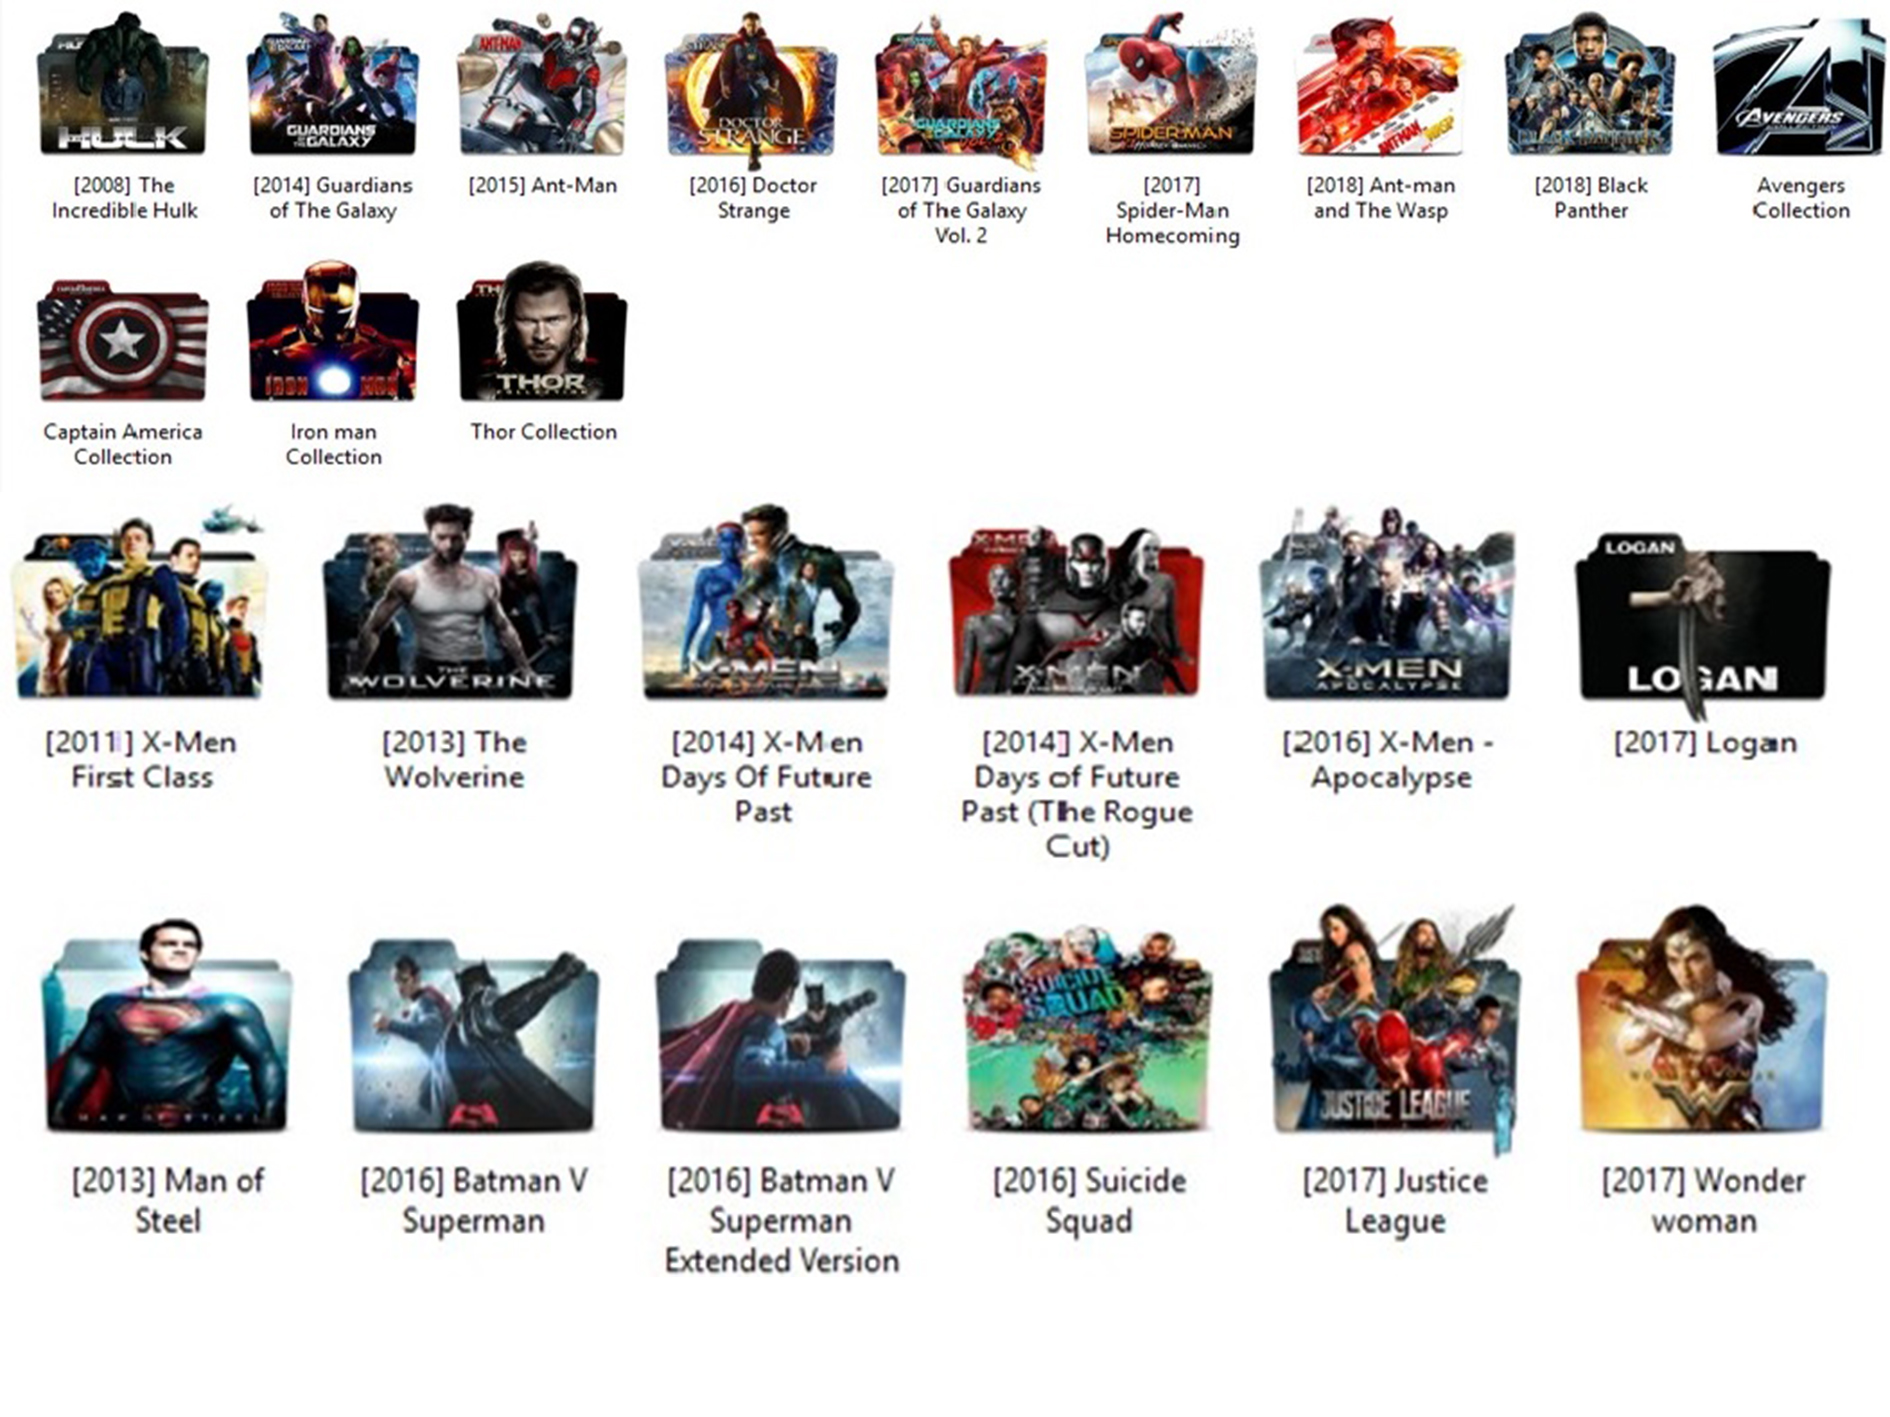 HULK
GUARDIANS
OF THE GALAXY
ANT-MAN
DOCTOR
STRANGE
GUARDIANS
GALAXY
SPIDER-MAN
HOMECOMING
ANT-MAN
WASP
AVENGERS
[2008] The
Incredible Hulk
[2014] Guardians
of The Galaxy
[2015] Ant-Man
[2016] Doctor
Strange
[2017] Guardians
of The Galaxy
Vol. 2
[2017]
Spider-Man
Homecoming
[2018] Ant-man
and The Wasp
[2018] Black
Panther
Avengers
Collection
IRON MAN
THOR
COLLECTION
Captain America
Collection
Iron man
Collection
Thor Collection
THE
WOLVERINE
X-MEN
X-MEN
X-MEN
X-MEN
APOCALYPSE
LOGAN
LOGAN
[2011] X-Men
First Class
[2013] The
Wolverine
[2014] X-Men
Days Of Future
Past
[2014] X-Men
Days of Future
Past (The Rogue
Cut)
[2016] X-Men -
Apocalypse
[2017] Logan
MAN OF STEEL
SUICIDE
SQUAD
JUSTICE LEAGUE
WONDER WOMAN
[2013] Man of
Steel
[2016] Batman V
Superman
[2016] Batman V
Superman
Extended Version
[2016] Suicide
Squad
[2017] Justice
League
[2017] Wonder
woman